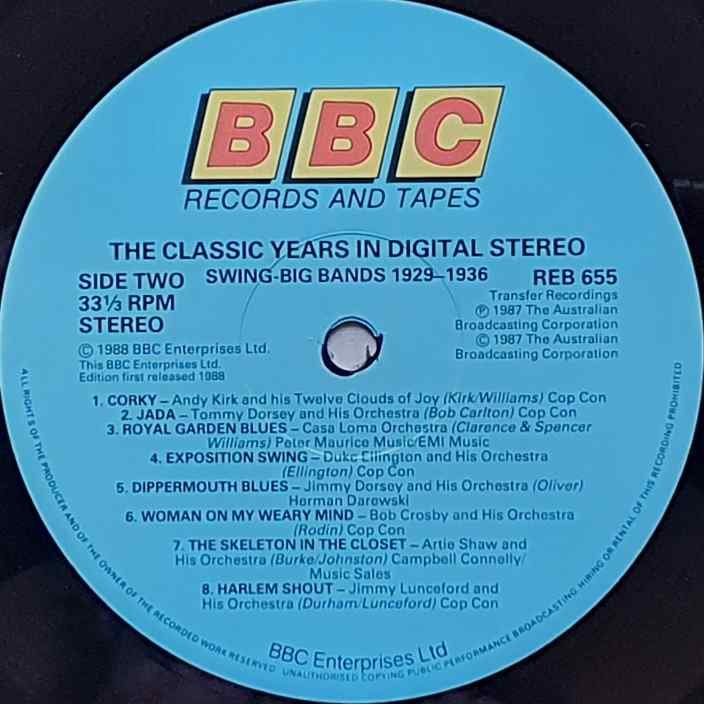 BBC
RECORDS AND TAPES
THE CLASSIC YEARS IN DIGITAL STEREO
SIDE TWO
SWING-BIG BANDS 1929–1936
REB 655
33⅓ RPM
STEREO
Transfer Recordings
Ⓟ 1987 The Australian
Broadcasting Corporation
© 1987 The Australian
Broadcasting Corporation
© 1988 BBC Enterprises Ltd.
This BBC Enterprises Ltd.
Edition first released 1988
1. CORKY – Andy Kirk and his Twelve Clouds of Joy (Kirk/Williams) Cop Con
2. JADA – Tommy Dorsey and His Orchestra (Bob Carlton) Cop Con
3. ROYAL GARDEN BLUES – Casa Loma Orchestra (Clarence & Spencer
Williams) Peter Maurice Music/EMI Music
4. EXPOSITION SWING – Duke Ellington and His Orchestra
(Ellington) Cop Con
5. DIPPERMOUTH BLUES – Jimmy Dorsey and His Orchestra (Oliver)
Herman Darewski
6. WOMAN ON MY WEARY MIND – Bob Crosby and His Orchestra
(Rodin) Cop Con
7. THE SKELETON IN THE CLOSET – Artie Shaw and
His Orchestra (Burke/Johnston) Campbell Connelly/
Music Sales
8. HARLEM SHOUT – Jimmy Lunceford and
His Orchestra (Durham/Lunceford) Cop Con
BBC Enterprises Ltd
ALL RIGHTS OF THE PRODUCER AND OF THE OWNER OF THE RECORDED WORK RESERVED UNAUTHORISED COPYING PUBLIC PERFORMANCE BROADCASTING HIRING OR RENTAL OF THIS RECORDING PROHIBITED